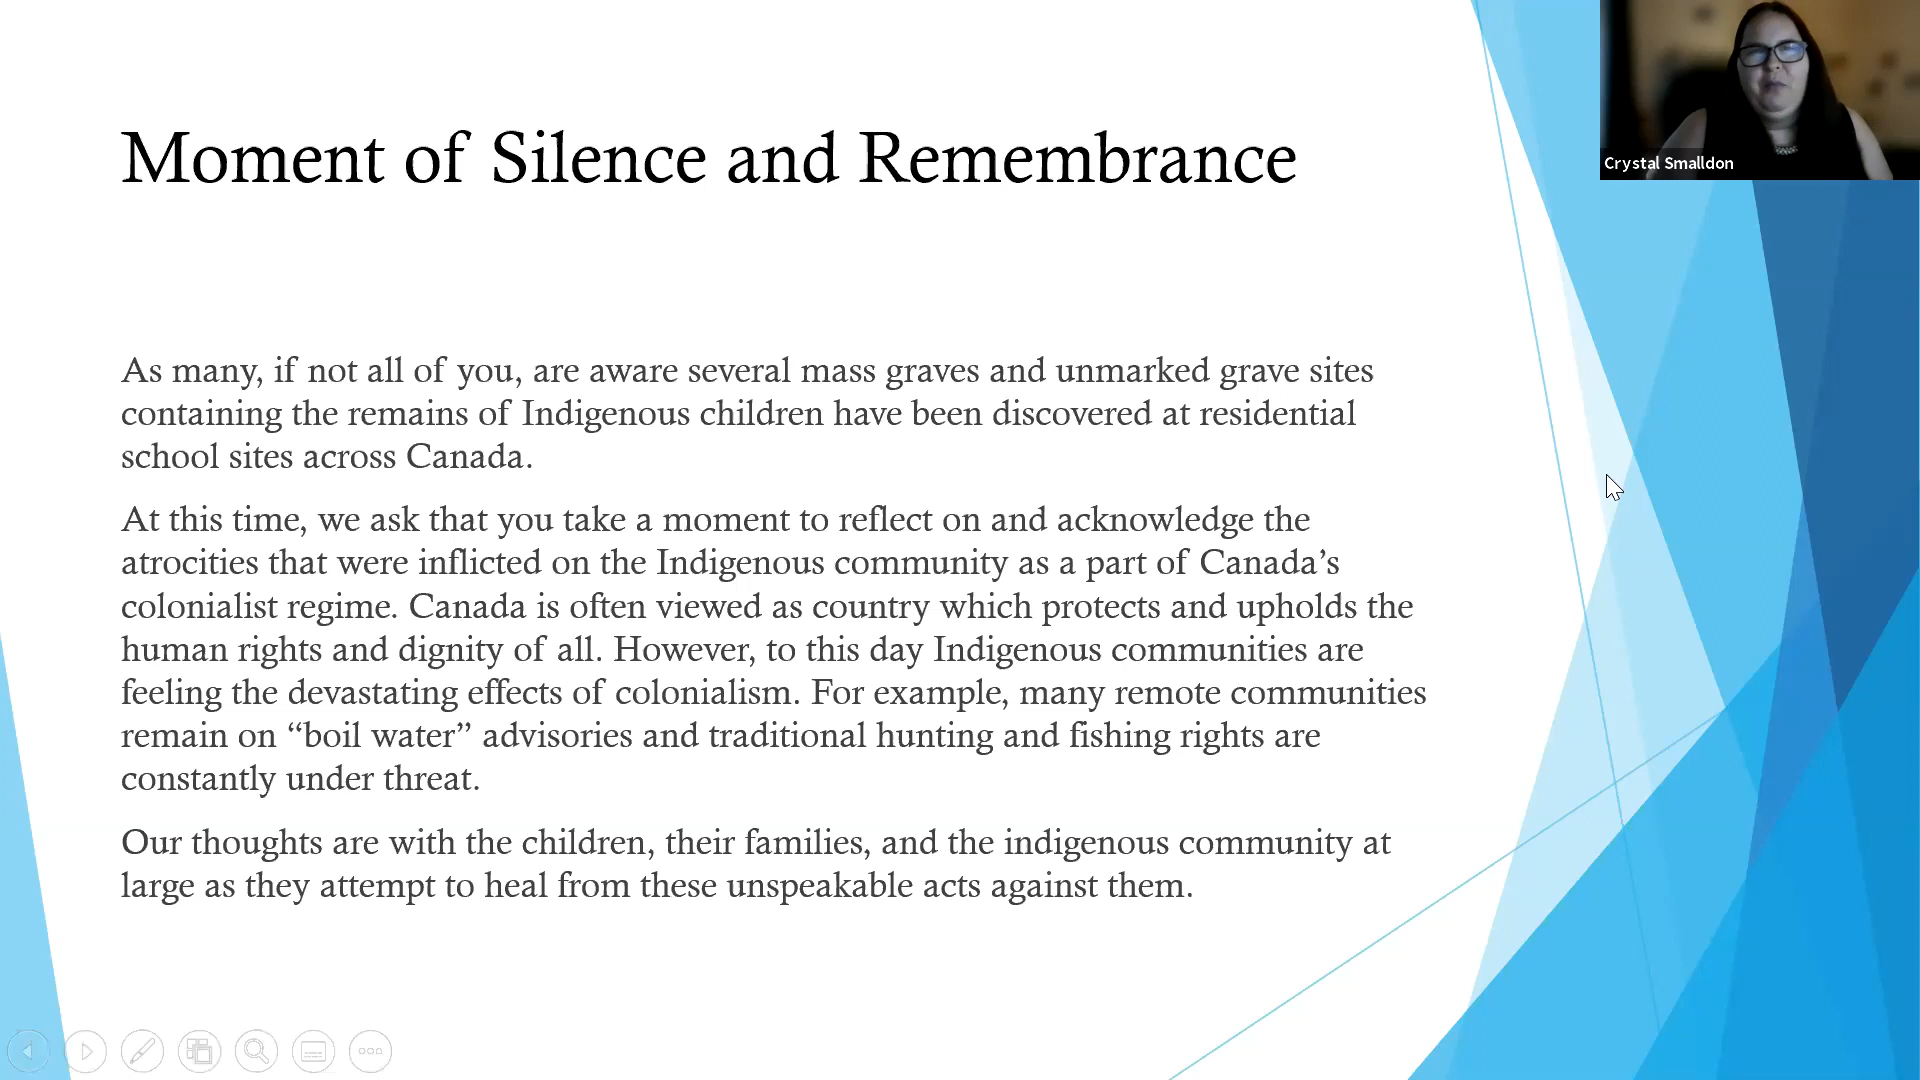 Crystal Smalldon
Moment of Silence and Remembrance
As many, if not all of you, are aware several mass graves and unmarked grave sites
containing the remains of Indigenous children have been discovered at residential
school sites across Canada.
At this time, we ask that you take a moment to reflect on and acknowledge the
atrocities that were inflicted on the Indigenous community as a part of Canada’s
colonialist regime. Canada is often viewed as country which protects and upholds the
human rights and dignity of all. However, to this day Indigenous communities are
feeling the devastating effects of colonialism. For example, many remote communities
remain on “boil water” advisories and traditional hunting and fishing rights are
constantly under threat.
Our thoughts are with the children, their families, and the indigenous community at
large as they attempt to heal from these unspeakable acts against them.